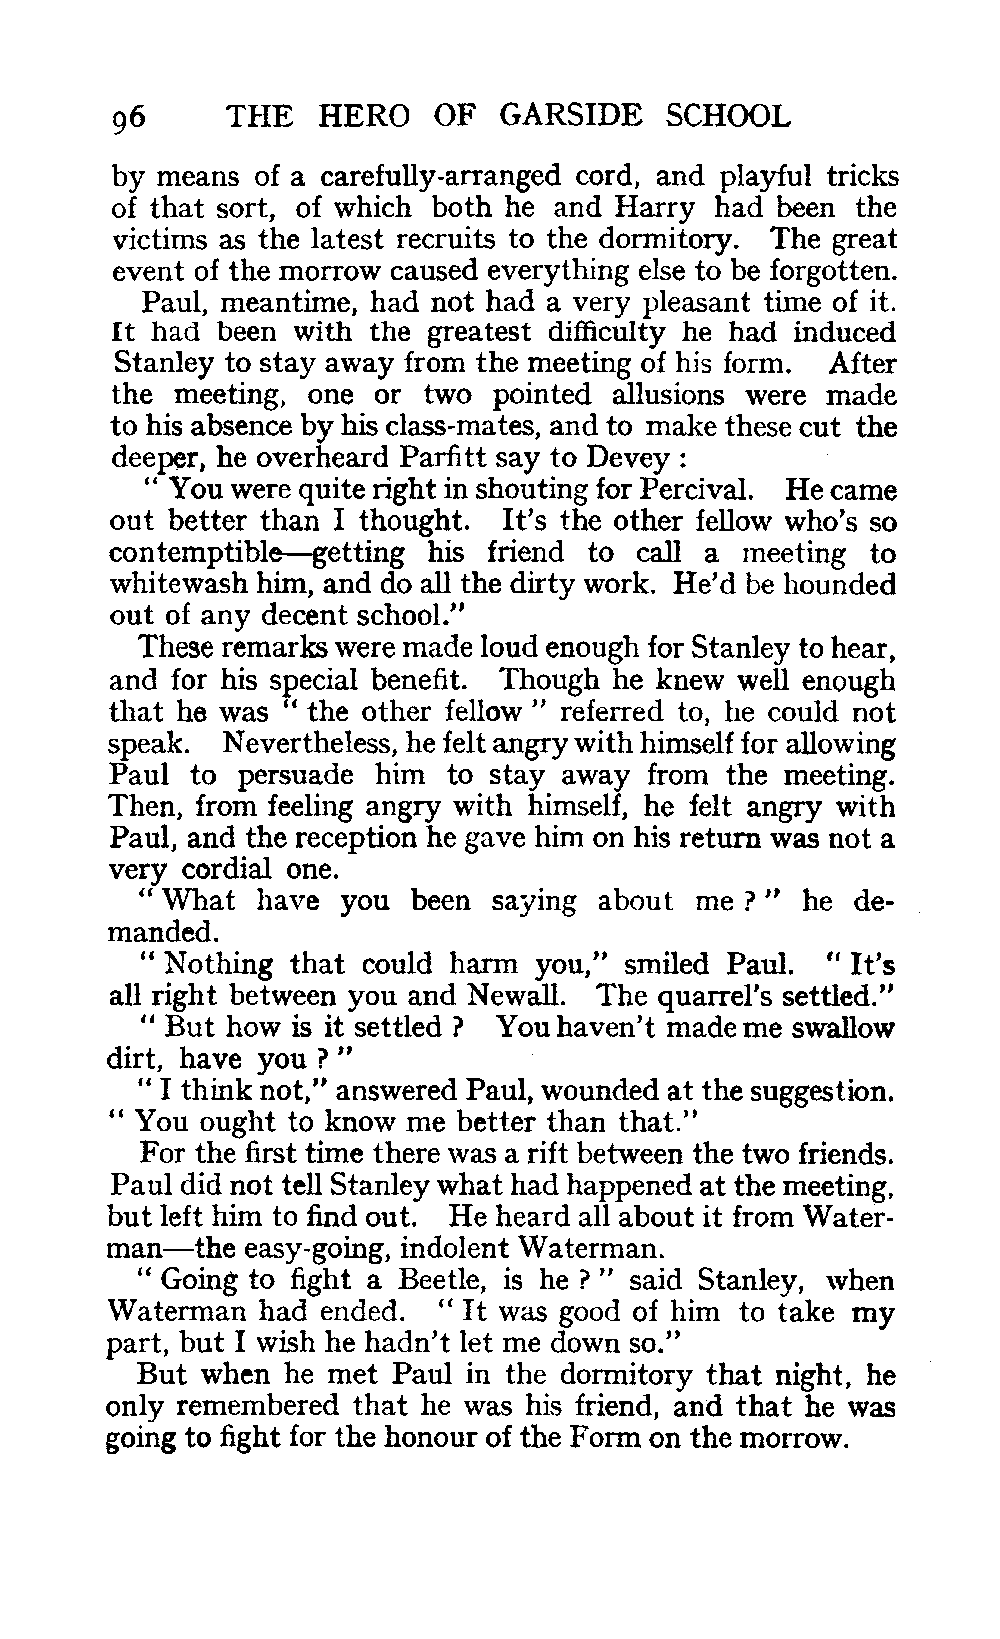 96 THE HERO OF GARSIDE SCHOOL
by means of a carefully-arranged cord, and playful tricks
of that sort, of which both he and Harry had been the
victims as the latest recruits to the dormitory. The great
event of the morrow caused everything else to be forgotten.
Paul, meantime, had not had a very pleasant time of it.
It had been with the greatest difficulty he had induced
Stanley to stay away from the meeting of his form. After
the meeting, one or two pointed allusions were made
to his absence by his class-mates, and to make these cut the
deeper, he overheard Parfitt say to Devey :
" You were quite right in shouting for Percival. He came
out better than I thought. It's the other fellow who's so
contemptible—getting his friend to call a meeting to
whitewash him, and do all the dirty work. He'd be hounded
out of any decent school."
These remarks were made loud enough for Stanley to hear,
and for his special benefit. Though he knew well enough
that he was " the other fellow " referred to, he could not
speak. Nevertheless, he felt angry with himself for allowing
Paul to persuade him to stay away from the meeting.
Then, from feeling angry with himself, he felt angry with
Paul, and the reception he gave him on his return was not a
very cordial one.
" What have you been saying about me ? " he de-
manded.
" Nothing that could harm you," smiled Paul. " It's
all right between you and Newall. The quarrel's settled."
" But how is it settled ? You haven't made me swallow
dirt, have you ? "
" I think not," answered Paul, wounded at the suggestion.
" You ought to know me better than that."
For the first time there was a rift between the two friends.
Paul did not tell Stanley what had happened at the meeting,
but left him to find out. He heard all about it from Water-
man—the easy-going, indolent Waterman.
" Going to fight a Beetle, is he ? " said Stanley, when
Waterman had ended. " It was good of him to take my
part, but I wish he hadn't let me down so."
But when he met Paul in the dormitory that night, he
only remembered that he was his friend, and that he was
going to fight for the honour of the Form on the morrow.